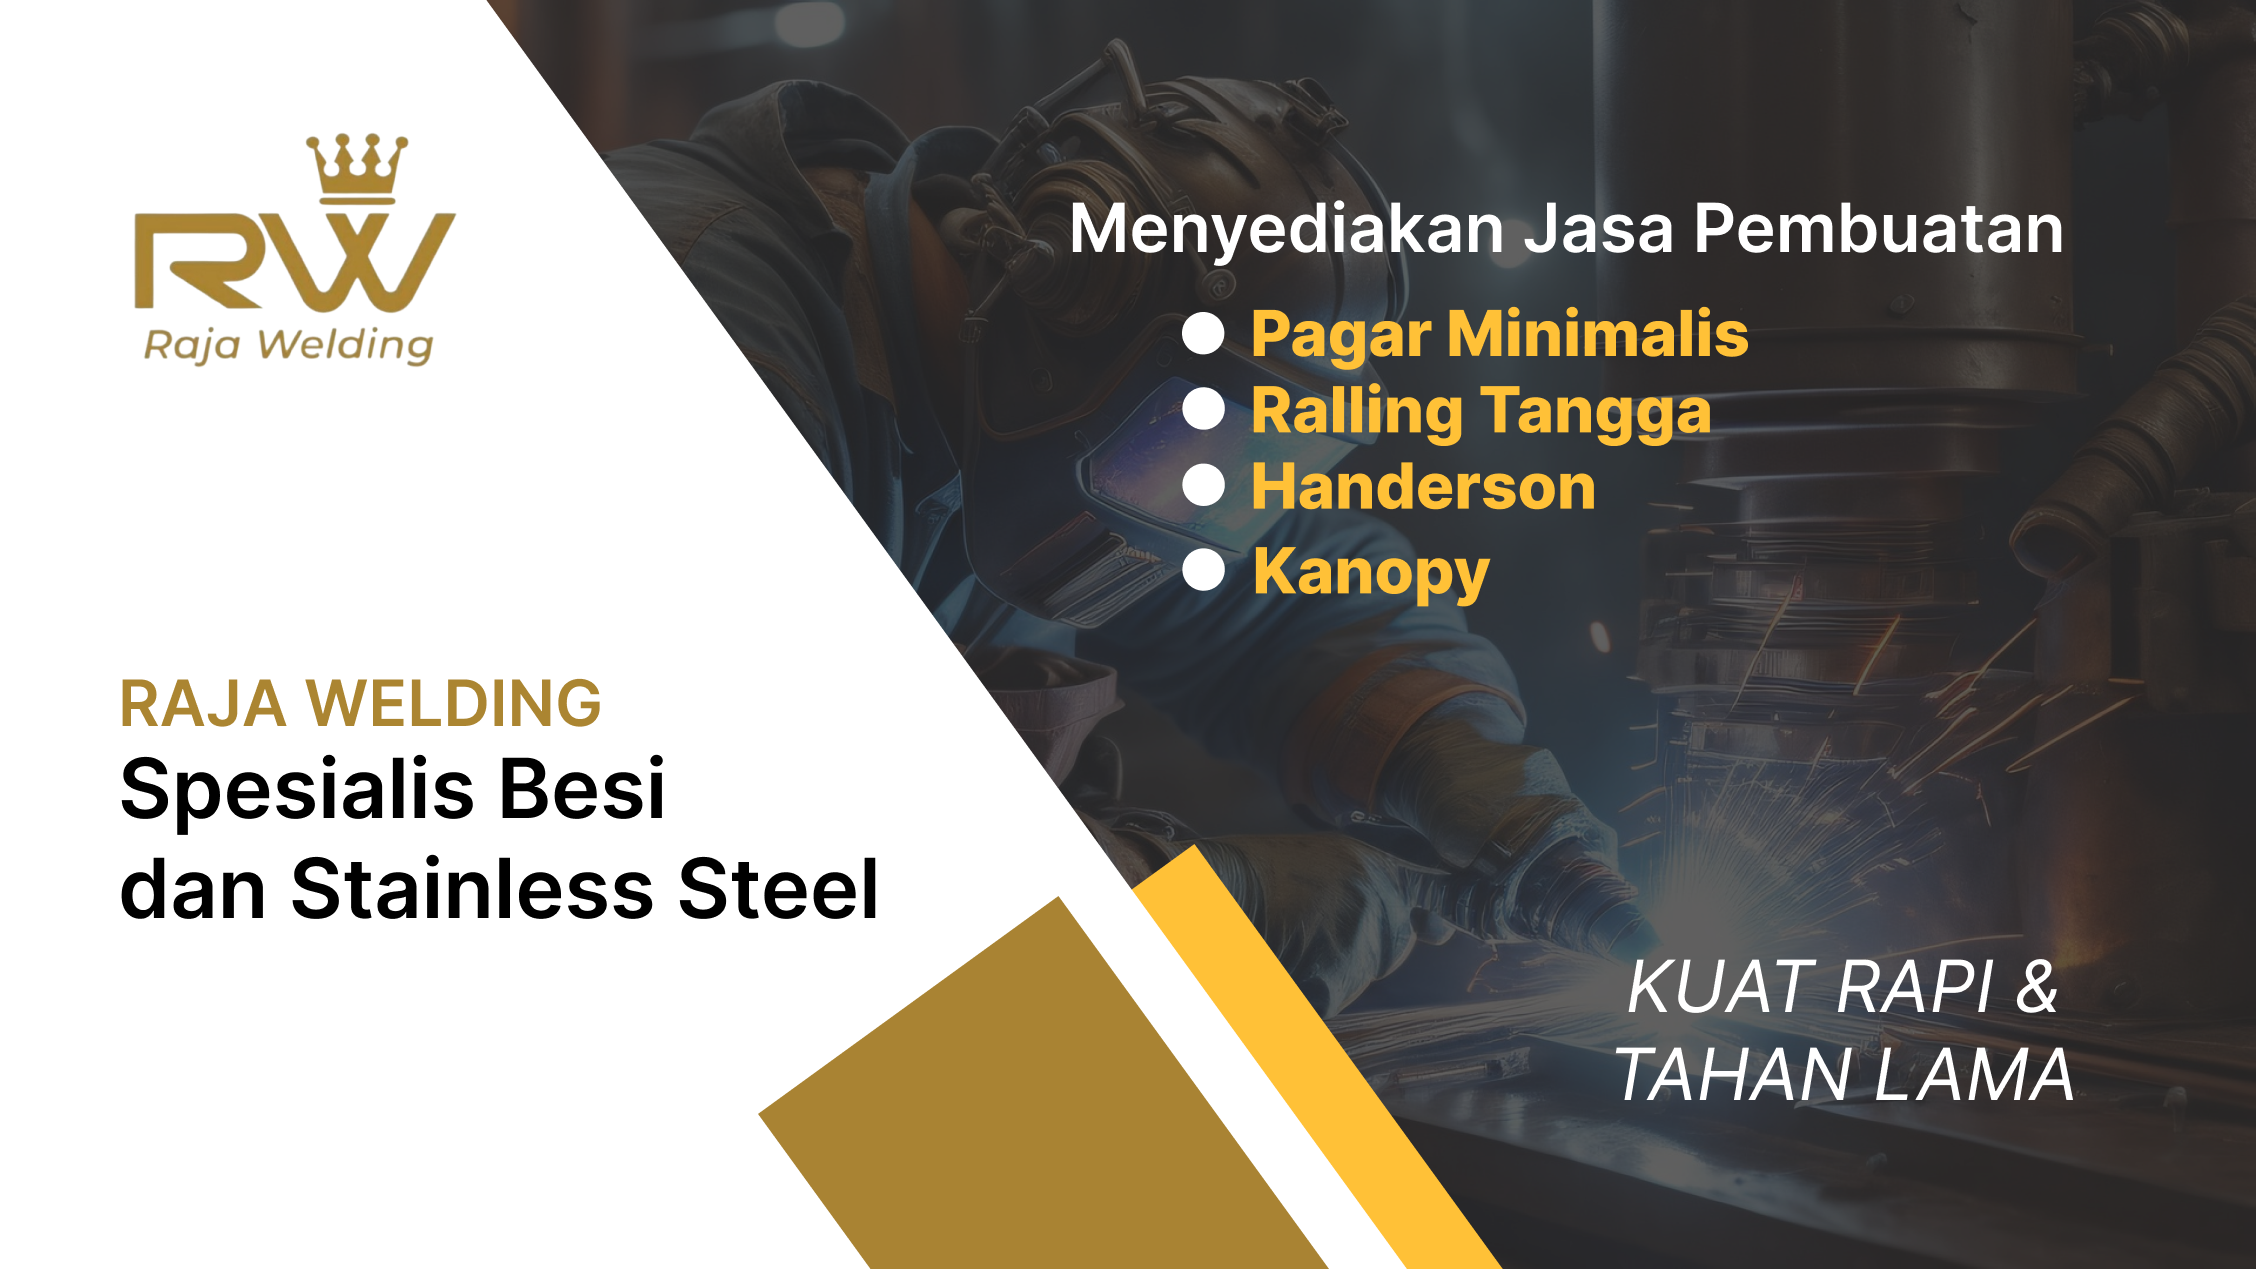 RW
Raja Welding
RAJA WELDING
Spesialis Besi
dan Stainless Steel
Menyediakan Jasa Pembuatan
Pagar Minimalis
Ralling Tangga
Handerson
Kanopy
KUAT RAPI &
TAHAN LAMA